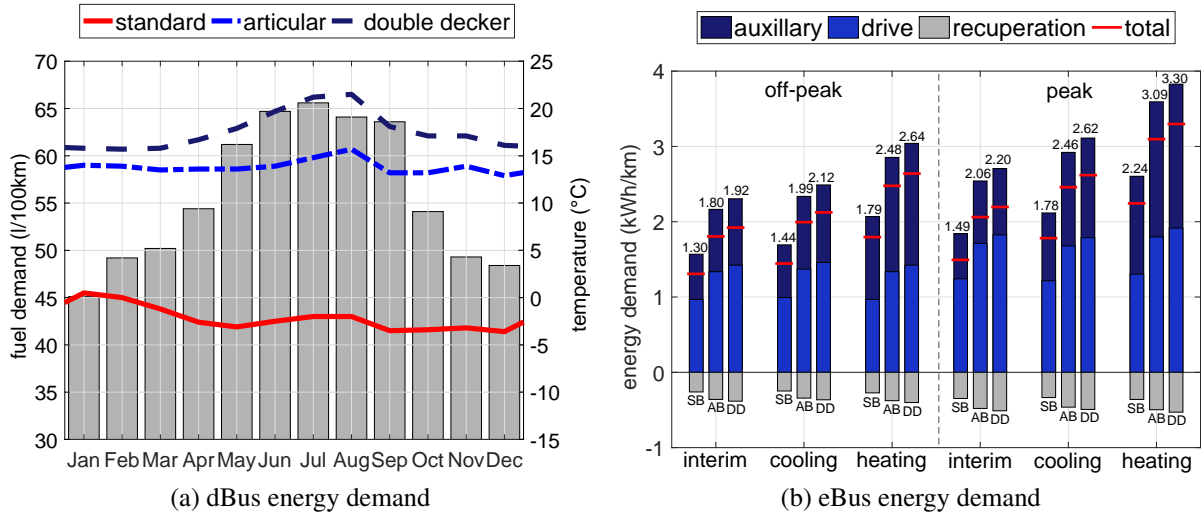 standard articular double decker
70
65
60
55
50
45
40
35
30
fuel demand (l/100km)
25
20
15
10
5
0
-5
-10
-15
temperature (°C)
Jan Feb Mar Apr May Jun Jul Aug Sep Oct Nov Dec
(a) dBus energy demand
auxillary drive recuperation total
4
3
2
1
0
-1
energy demand (kWh/km)
off-peak peak
1.30 1.80 1.92 1.44 1.99 2.12 1.79 2.48 2.64 1.49 2.06 2.20 1.78 2.46 2.62 2.24 3.09 3.30
SB AB DD SB AB DD SB AB DD SB AB DD SB AB DD SB AB DD
interim cooling heating interim cooling heating
(b) eBus energy demand